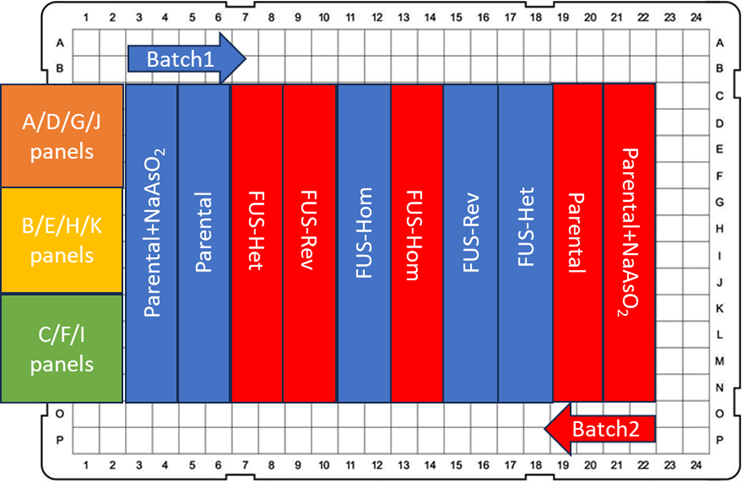 1 2 3 4 5 6 7 8 9 10 11 12 13 14 15 16 17 18 19 20 21 22 23 24
A A
Batch1
B B
C
A/D/G/J
panels
D
E
F
B/E/H/K
panels
G
H
I
J
C/F/I
panels
K
L
M
N
Parental+NaAsO₂
Parental
FUS-Het
FUS-Rev
FUS-Hom
FUS-Hom
FUS-Rev
FUS-Het
Parental
Parental+NaAsO₂
O O
Batch2
P P
1 2 3 4 5 6 7 8 9 10 11 12 13 14 15 16 17 18 19 20 21 22 23 24